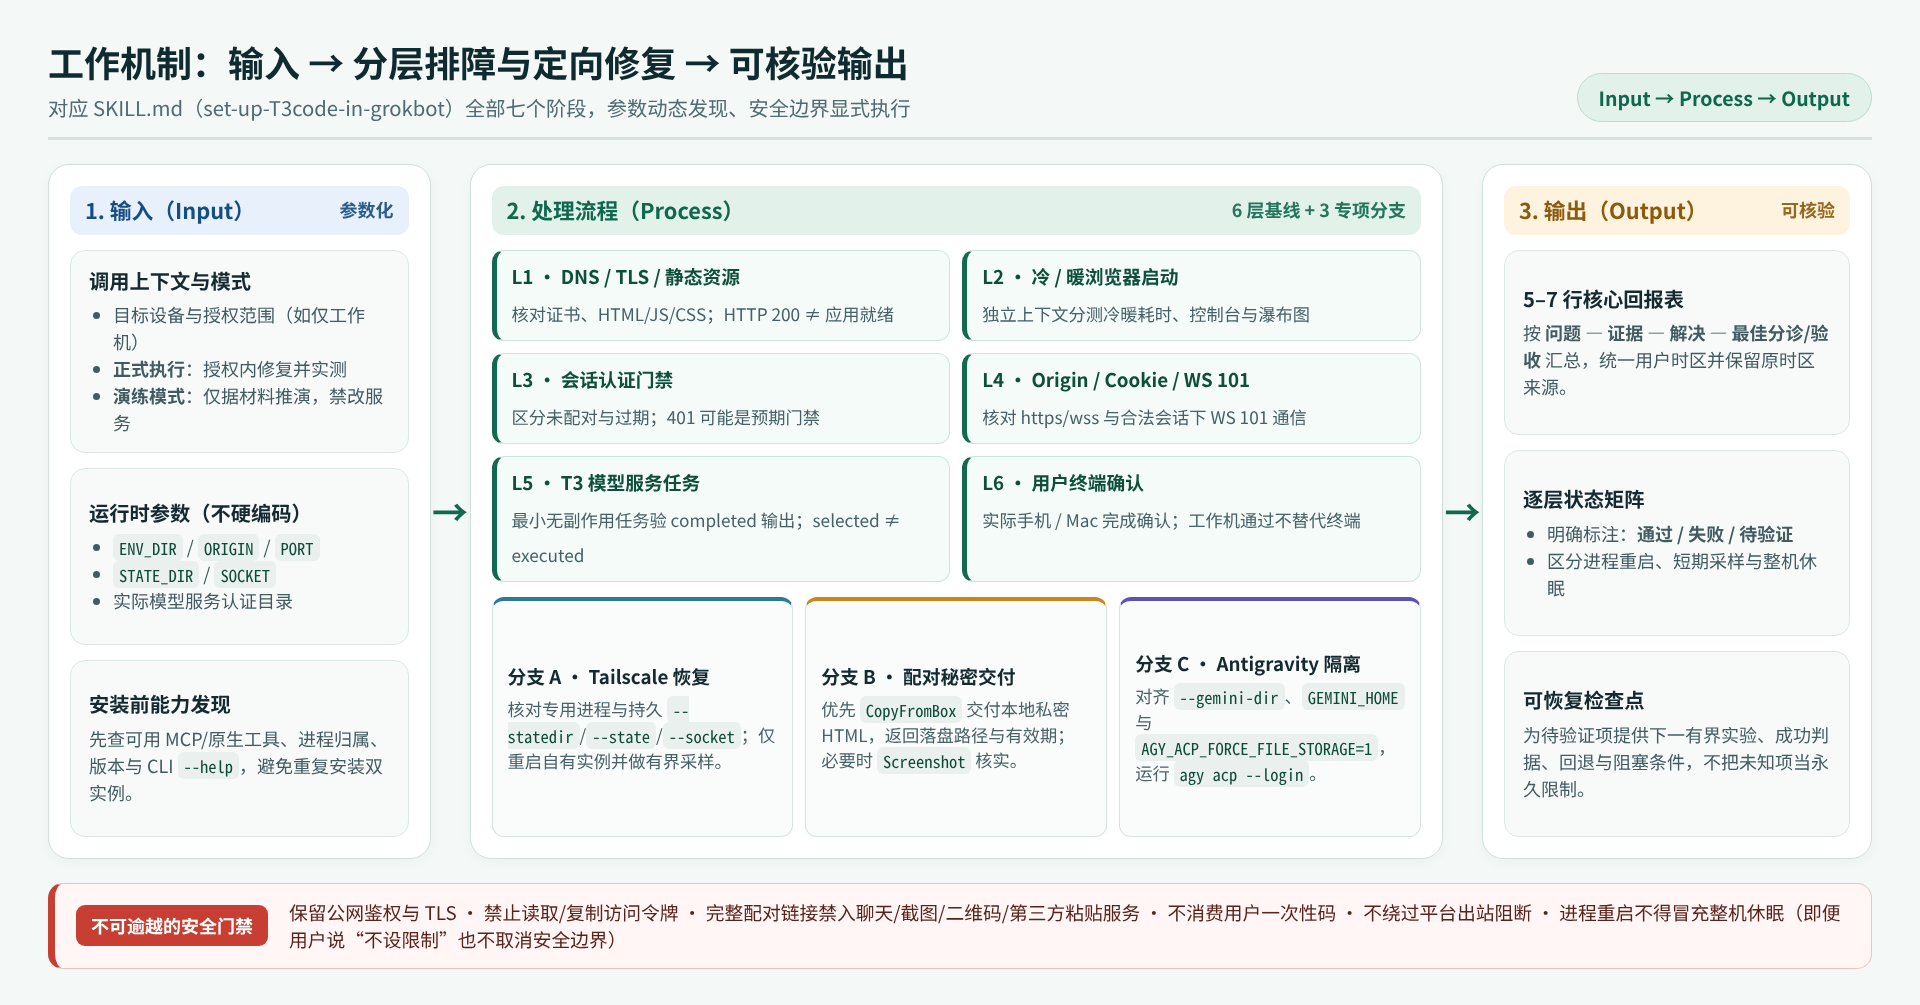 工作机制：输入 → 分层排障与定向修复 → 可核验输出
对应 SKILL.md（set-up-T3code-in-grokbot）全部七个阶段，参数动态发现、安全边界显式执行
Input → Process → Output
1. 输入（Input）
参数化
调用上下文与模式
• 目标设备与授权范围（如仅工作
机）
• 正式执行：授权内修复并实测
• 演练模式：仅据材料推演，禁改服
务
运行时参数（不硬编码）
• ENV_DIR / ORIGIN / PORT
• STATE_DIR / SOCKET
• 实际模型服务认证目录
安装前能力发现
先查可用 MCP/原生工具、进程归属、
版本与 CLI --help，避免重复安装双
实例。
→
2. 处理流程（Process）
6 层基线 + 3 专项分支
L1 · DNS / TLS / 静态资源
核对证书、HTML/JS/CSS；HTTP 200 ≠ 应用就绪
L2 · 冷 / 暖浏览器启动
独立上下文分测冷暖耗时、控制台与瀑布图
L3 · 会话认证门禁
区分未配对与过期；401 可能是预期门禁
L4 · Origin / Cookie / WS 101
核对 https/wss 与合法会话下 WS 101 通信
L5 · T3 模型服务任务
最小无副作用任务验 completed 输出；selected ≠
executed
L6 · 用户终端确认
实际手机 / Mac 完成确认；工作机通过不替代终端
分支 A · Tailscale 恢复
核对专用进程与持久 --
statedir/--state/--socket；仅
重启自有实例并做有界采样。
分支 B · 配对秘密交付
优先 CopyFromBox 交付本地私密
HTML，返回落盘路径与有效期；
必要时 Screenshot 核实。
分支 C · Antigravity 隔离
对齐 --gemini-dir、GEMINI_HOME
与
AGY_ACP_FORCE_FILE_STORAGE=1，
运行 agy acp --login。
→
3. 输出（Output）
可核验
5–7 行核心回报表
按 问题 — 证据 — 解决 — 最佳分诊/验
收 汇总，统一用户时区并保留原时区
来源。
逐层状态矩阵
• 明确标注：通过 / 失败 / 待验证
• 区分进程重启、短期采样与整机休
眠
可恢复检查点
为待验证项提供下一有界实验、成功判
据、回退与阻塞条件，不把未知项当永
久限制。
不可逾越的安全门禁
保留公网鉴权与 TLS · 禁止读取/复制访问令牌 · 完整配对链接禁入聊天/截图/二维码/第三方粘贴服务 · 不消费用户一次性码 · 不绕过平台出站阻断 · 进程重启不得冒充整机休眠（即便
用户说“不设限制”也不取消安全边界）